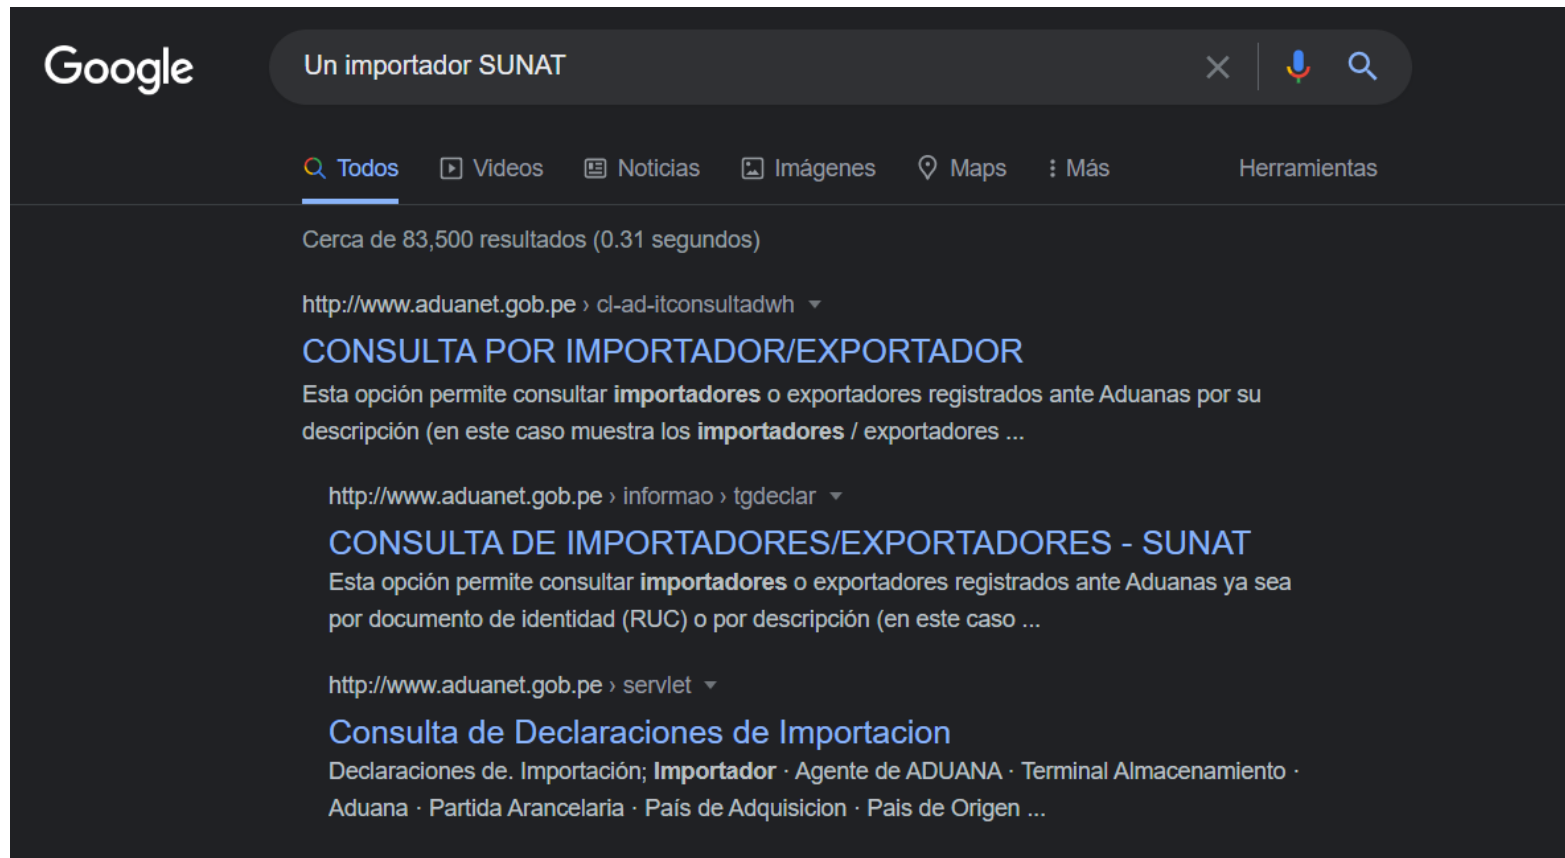 Google
Un importador SUNAT
Todos Videos Noticias Imágenes Maps Más Herramientas
Cerca de 83,500 resultados (0.31 segundos)
http://www.aduanet.gob.pe › cl-ad-itconsultadwh
CONSULTA POR IMPORTADOR/EXPORTADOR
Esta opción permite consultar importadores o exportadores registrados ante Aduanas por su
descripción (en este caso muestra los importadores / exportadores ...
http://www.aduanet.gob.pe › informao › tgdeclar
CONSULTA DE IMPORTADORES/EXPORTADORES - SUNAT
Esta opción permite consultar importadores o exportadores registrados ante Aduanas ya sea
por documento de identidad (RUC) o por descripción (en este caso ...
http://www.aduanet.gob.pe › servlet
Consulta de Declaraciones de Importacion
Declaraciones de. Importación; Importador · Agente de ADUANA · Terminal Almacenamiento ·
Aduana · Partida Arancelaria · País de Adquisicion · Pais de Origen ...